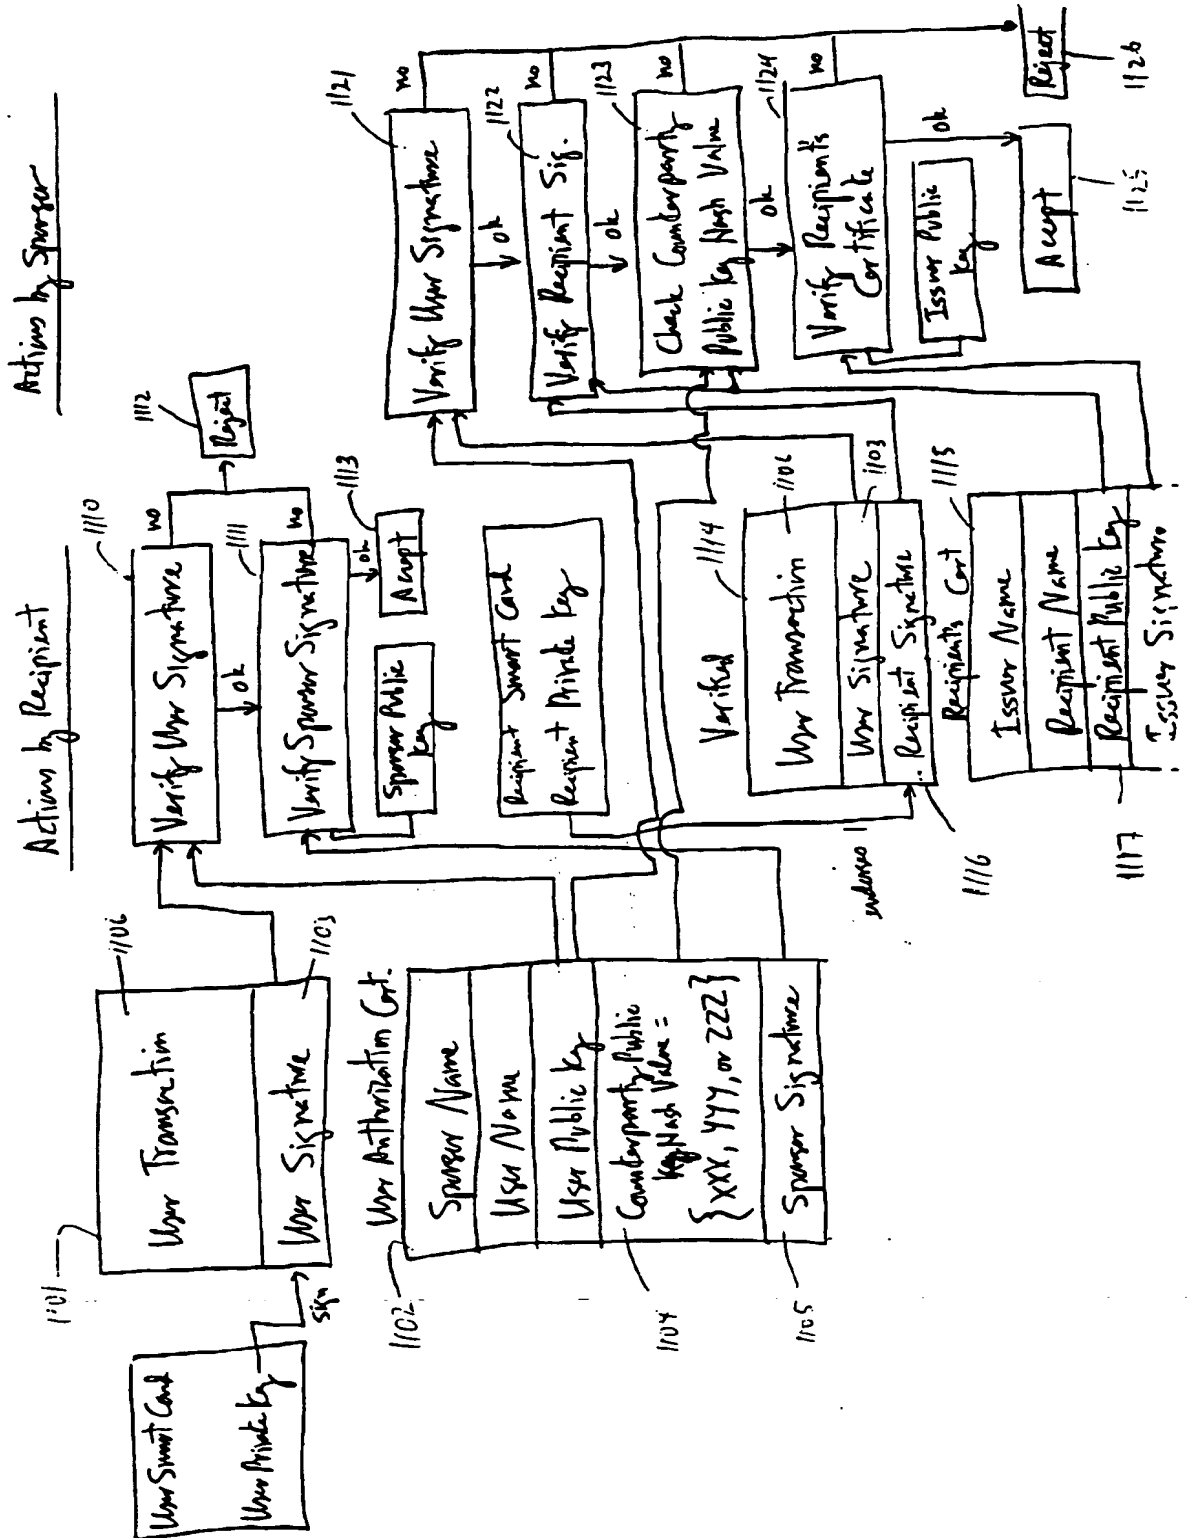 Actions by Recipient
Actions by Sponsor
User Smart Card
User Private Key
sign
1101
User Transaction
1106
User Signature
1103
User Authorization Cert.
1102
Sponsor Name
User Name
User Public Key
Counterparty Public
Key Hash Value =
{XXX, YYY, or ZZZ}
1104
Sponsor Signature
1105
1110
Verify User Signature
no
ok
1111
Verify Sponsor Signature
no
ok
1112
Reject
1113
Accept
Sponsor Public
Key
Recipient Smart Card
Recipient Private Key
endorse
Verified
1114
User Transaction
1106
User Signature
1103
Recipient Signature
1116
Recipients Cert
1115
Issuer Name
Recipient Name
Recipient Public Key
1117
Issuer Signature
1121
Verify User Signature
no
ok
1122
Verify Recipient Sig.
no
ok
1123
Check Counterparty
Public Key Hash Value
no
ok
1124
Verify Recipients
Certificate
no
ok
Issuer Public
Key
Accept
1125
Reject
1126